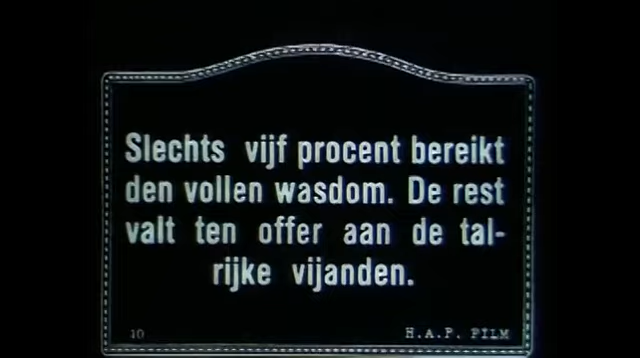 Slechts vijf procent bereikt
den vollen wasdom. De rest
valt ten offer aan de tal-
rijke vijanden.
10 H.A.P. FILM